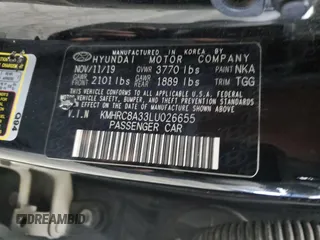 MANUFACTURED IN KOREA BY
HYUNDAI MOTOR COMPANY
NOV/11/19 GVWR 3770 lbs PAINT NKA
FRONT 2101 lbs REAR 1889 lbs TRIM TGG
THIS VEHICLE CONFORMS TO ALL
APPLICABLE U.S.A. FEDERAL
MOTOR VEHICLE SAFETY, BUMPER
AND THEFT PREVENTION
STANDARDS IN EFFECT ON THE DATE OF
MANUFACTURE SHOWN ABOVE.
V.I.N KMHRC8A33LU026655
PASSENGER CAR
DREAMBID